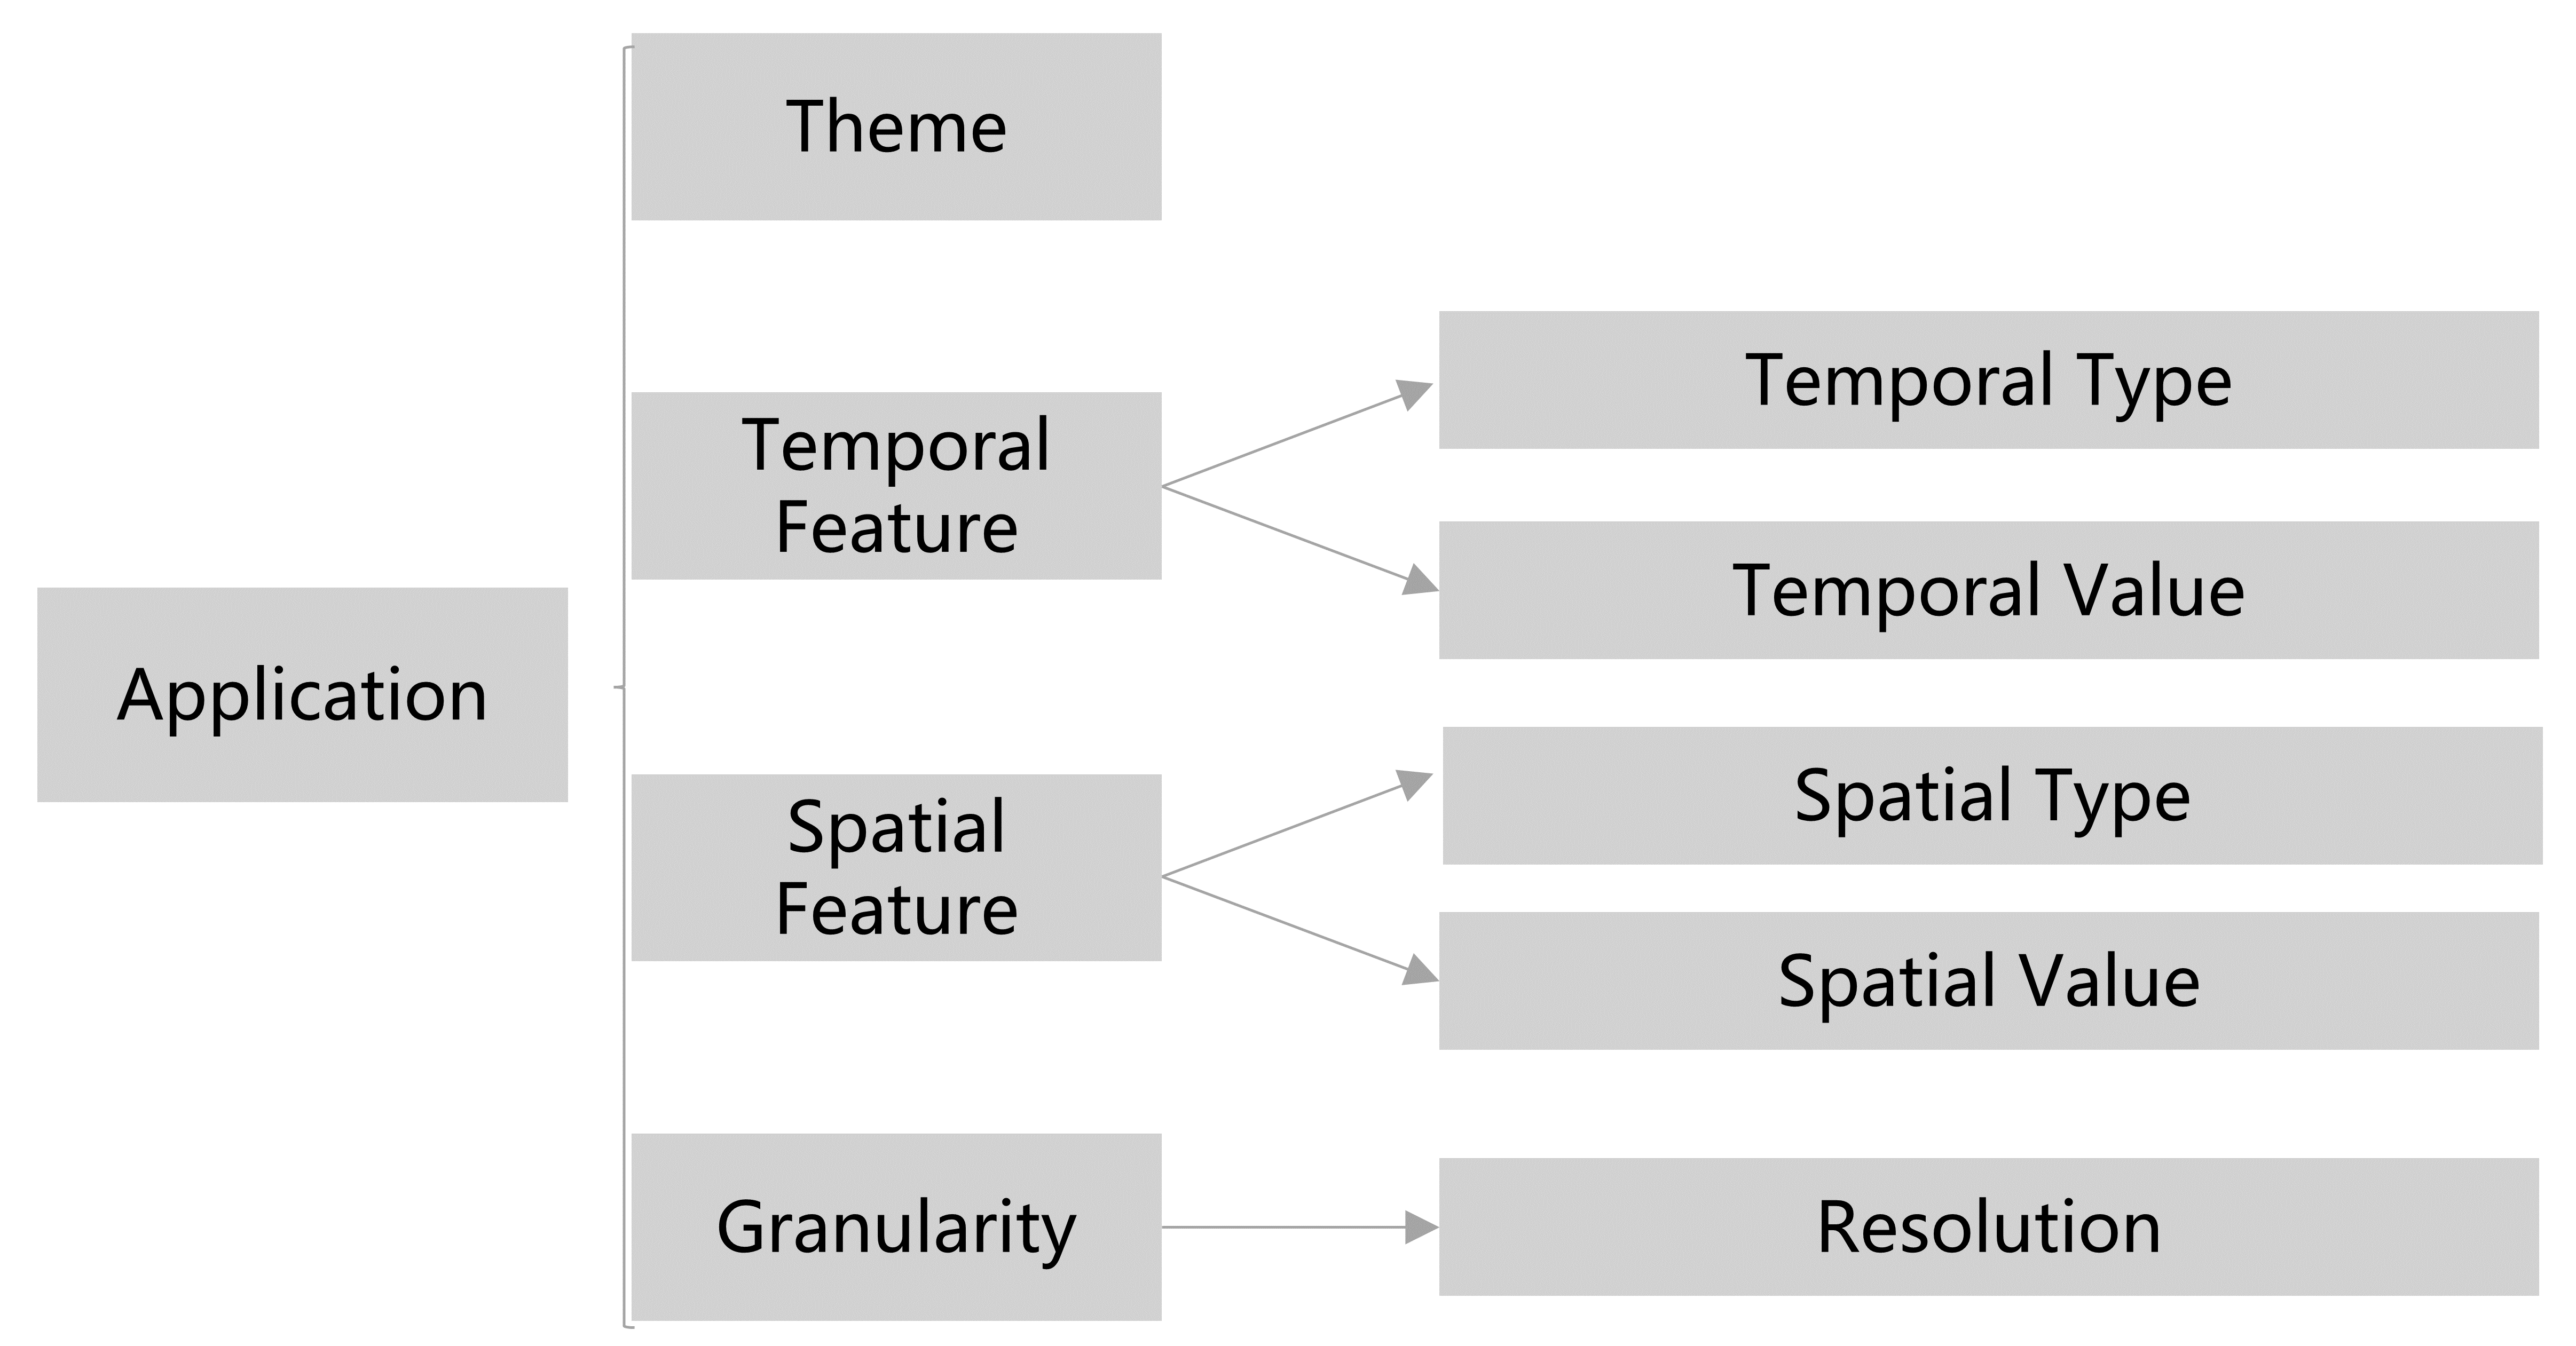 Theme
Temporal
Feature
Temporal Type
Temporal Value
Application
Spatial
Feature
Spatial Type
Spatial Value
Granularity
Resolution